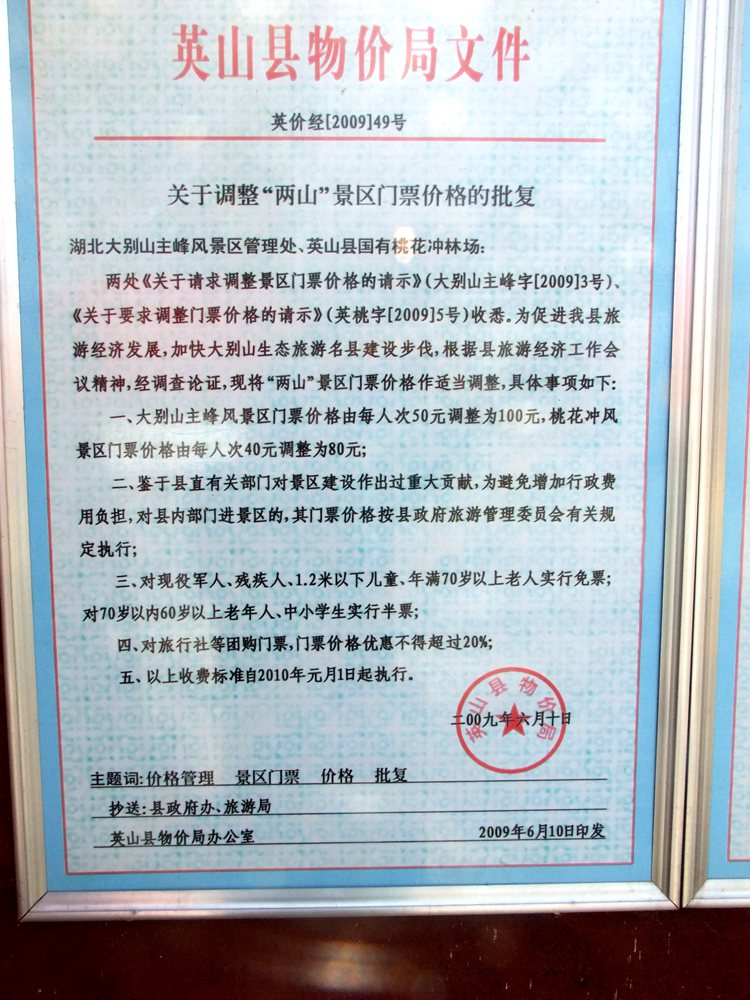 英山县物价局文件
英价经[2009]49号
关于调整“两山”景区门票价格的批复
湖北大别山主峰风景区管理处、英山县国有桃花冲林场:
两处《关于请求调整景区门票价格的请示》(大别山主峰字[2009]3号)、
《关于要求调整门票价格的请示》(英桃字[2009]5号)收悉。为促进我县旅
游经济发展,加快大别山生态旅游名县建设步伐,根据县旅游经济工作会
议精神,经调查论证,现将“两山”景区门票价格作适当调整,具体事项如下:
一、大别山主峰风景区门票价格由每人次50元调整为100元,桃花冲风
景区门票价格由每人次40元调整为80元;
二、鉴于县直有关部门对景区建设作出过重大贡献,为避免增加行政费
用负担,对县内部门进景区的,其门票价格按县政府旅游管理委员会有关规
定执行;
三、对现役军人、残疾人、1.2米以下儿童、年满70岁以上老人实行免票;
对70岁以内60岁以上老年人、中小学生实行半票;
四、对旅行社等团购门票,门票价格优惠不得超过20%;
五、以上收费标准自2010年元月1日起执行。
英山县物价局
二00九年六月十日
主题词:价格管理 景区门票 价格 批复
抄送:县政府办、旅游局
英山县物价局办公室 2009年6月10日印发